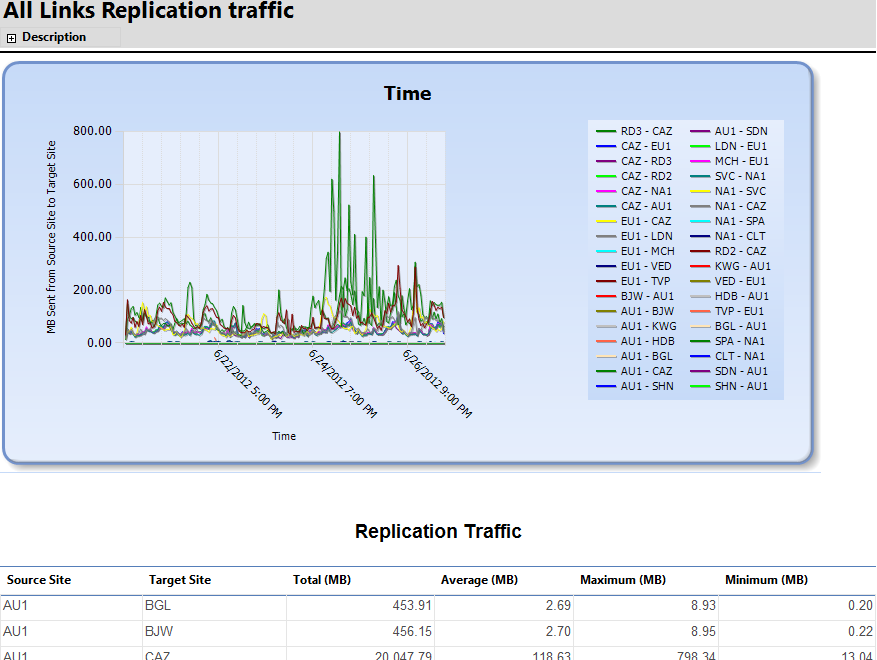 All Links Replication traffic
Description
Time
MB Sent from Source Site to Target Site
800.00
600.00
400.00
200.00
0.00
6/22/2012 5:00 PM
6/24/2012 7:00 PM
6/26/2012 9:00 PM
Time
RD3 - CAZ AU1 - SDN
CAZ - EU1 LDN - EU1
CAZ - RD3 MCH - EU1
CAZ - RD2 SVC - NA1
CAZ - NA1 NA1 - SVC
CAZ - AU1 NA1 - CAZ
EU1 - CAZ NA1 - SPA
EU1 - LDN NA1 - CLT
EU1 - MCH RD2 - CAZ
EU1 - VED KWG - AU1
EU1 - TVP VED - EU1
BJW - AU1 HDB - AU1
AU1 - BJW TVP - EU1
AU1 - KWG BGL - AU1
AU1 - HDB SPA - NA1
AU1 - BGL CLT - NA1
AU1 - CAZ SDN - AU1
AU1 - SHN SHN - AU1
Replication Traffic
Source Site Target Site Total (MB) Average (MB) Maximum (MB) Minimum (MB)
AU1 BGL 453.91 2.69 8.93 0.20
AU1 BJW 456.15 2.70 8.95 0.22
AU1 CAZ 20,047.79 118.63 798.34 13.04